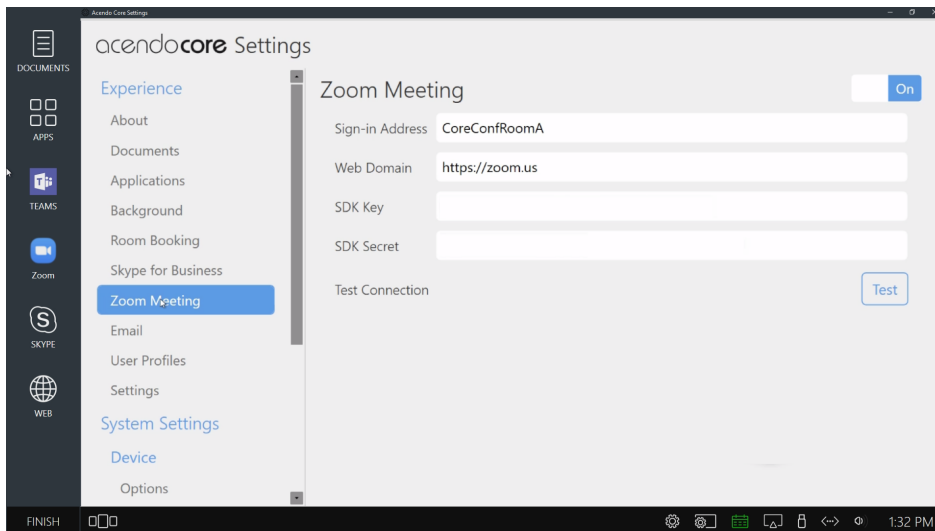 Acendo Core Settings
DOCUMENTS
APPS
TEAMS
Zoom
SKYPE
WEB
FINISH
acendocore Settings
Experience
About
Documents
Applications
Background
Room Booking
Skype for Business
Zoom Meeting
Email
User Profiles
Settings
System Settings
Device
Options
Zoom Meeting
On
Sign-in Address CoreConfRoomA
Web Domain https://zoom.us
SDK Key
SDK Secret
Test Connection Test
1:32 PM